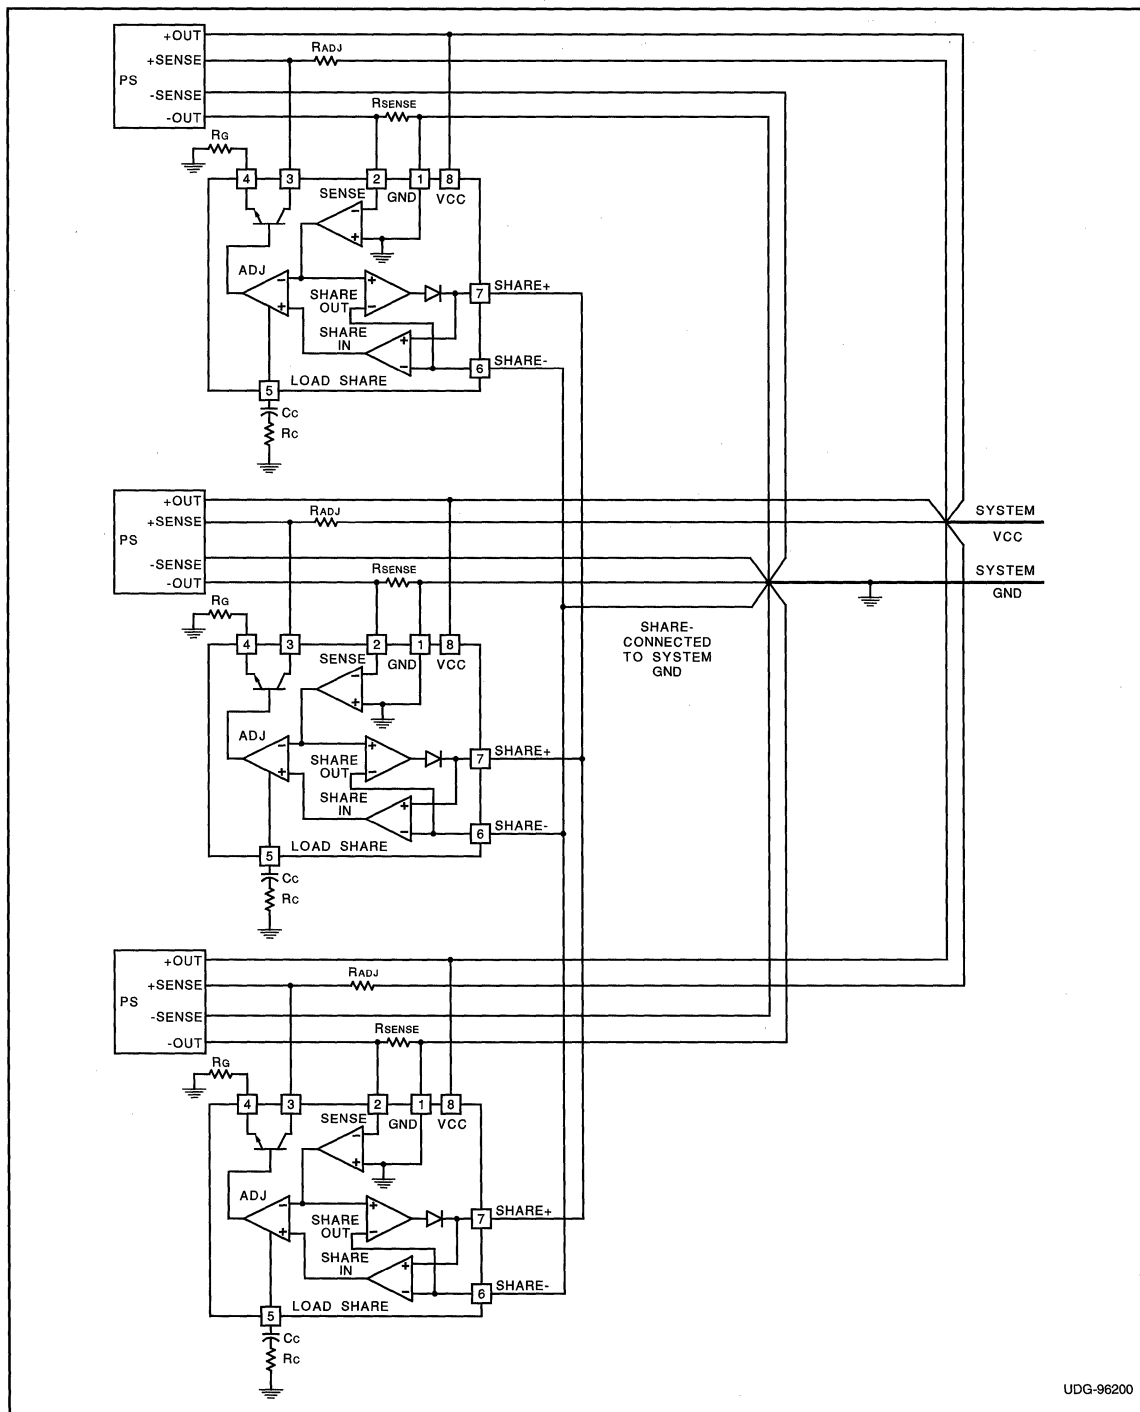 +OUT
+SENSE
PS
-SENSE
-OUT
RADJ
RSENSE
RG
4
3
2
1
8
SENSE
GND
VCC
ADJ
-
+
-
+
+
-
+
-
SHARE
OUT
SHARE
IN
7
SHARE+
6
SHARE-
LOAD SHARE
5
CC
RC
+OUT
+SENSE
PS
-SENSE
-OUT
RADJ
RSENSE
RG
SYSTEM
VCC
SYSTEM
GND
SHARE-
CONNECTED
TO SYSTEM
GND
4
3
2
1
8
SENSE
GND
VCC
ADJ
-
+
-
+
+
-
+
-
SHARE
OUT
SHARE
IN
7
SHARE+
6
SHARE-
LOAD SHARE
5
CC
RC
+OUT
+SENSE
PS
-SENSE
-OUT
RADJ
RSENSE
RG
4
3
2
1
8
SENSE
GND
VCC
ADJ
-
+
-
+
+
-
+
-
SHARE
OUT
SHARE
IN
7
SHARE+
6
SHARE-
LOAD SHARE
5
CC
RC
UDG-96200